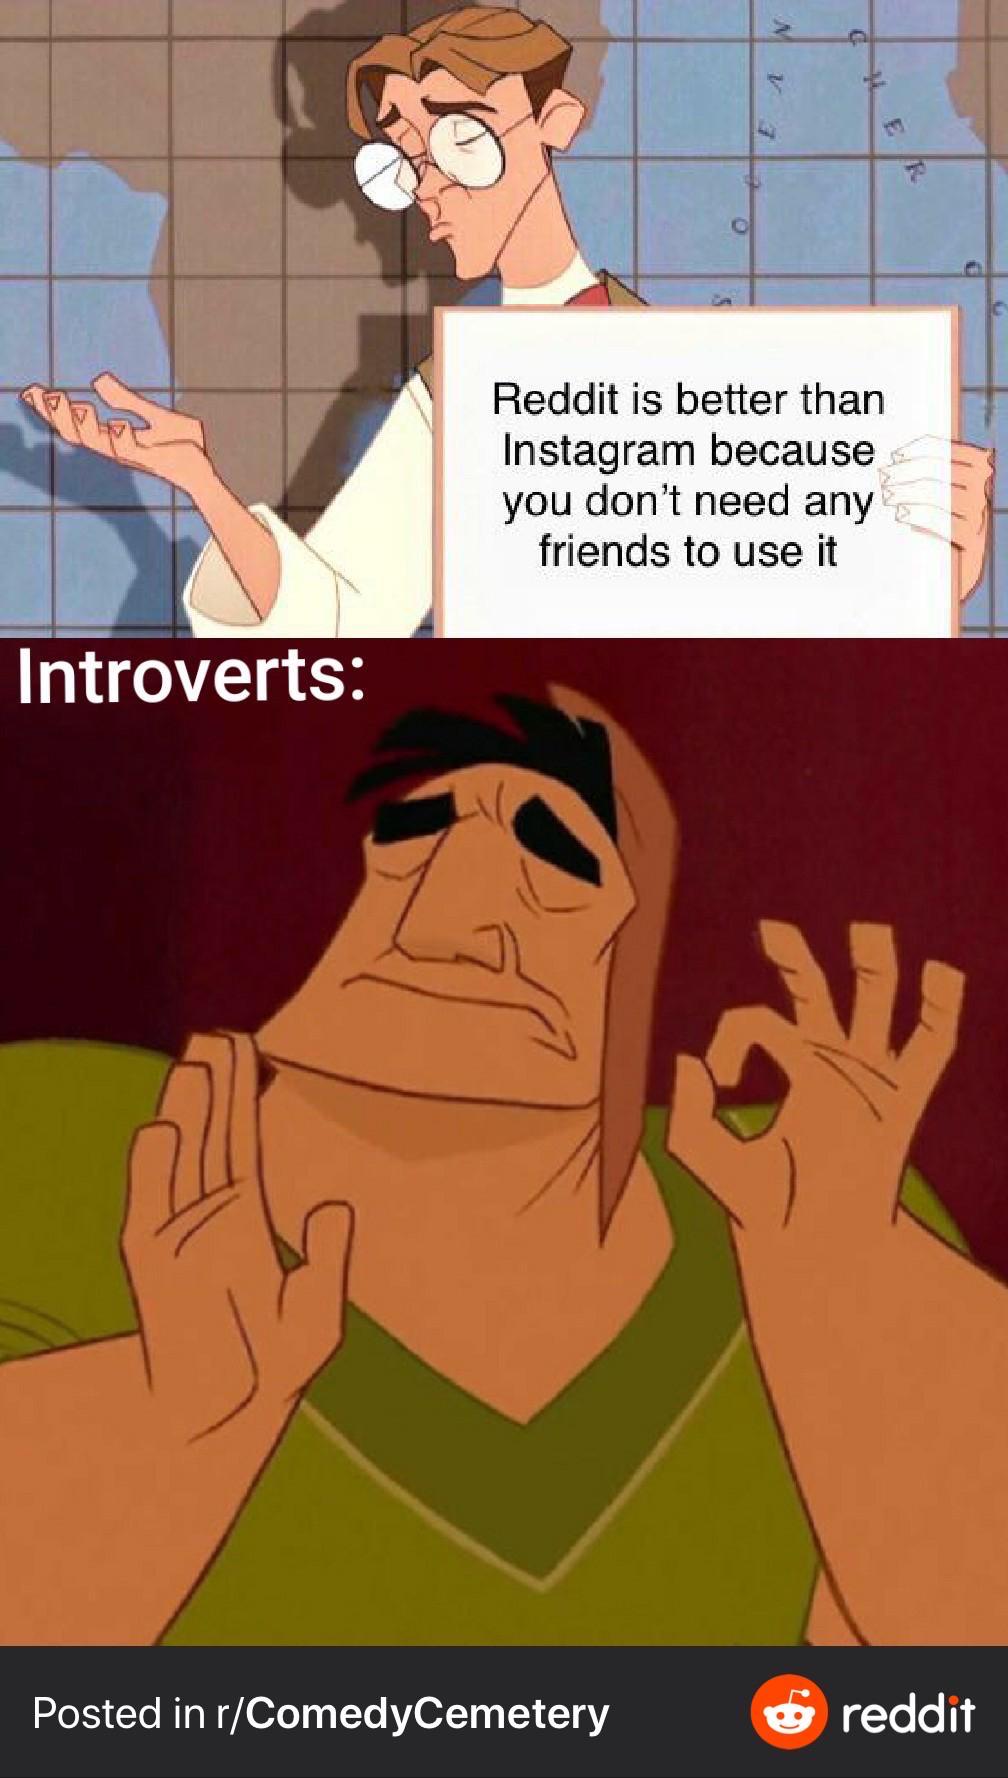 Reddit is better than
Instagram because
you don't need any
friends to use it
Introverts:
Posted in r/ComedyCemetery
reddit